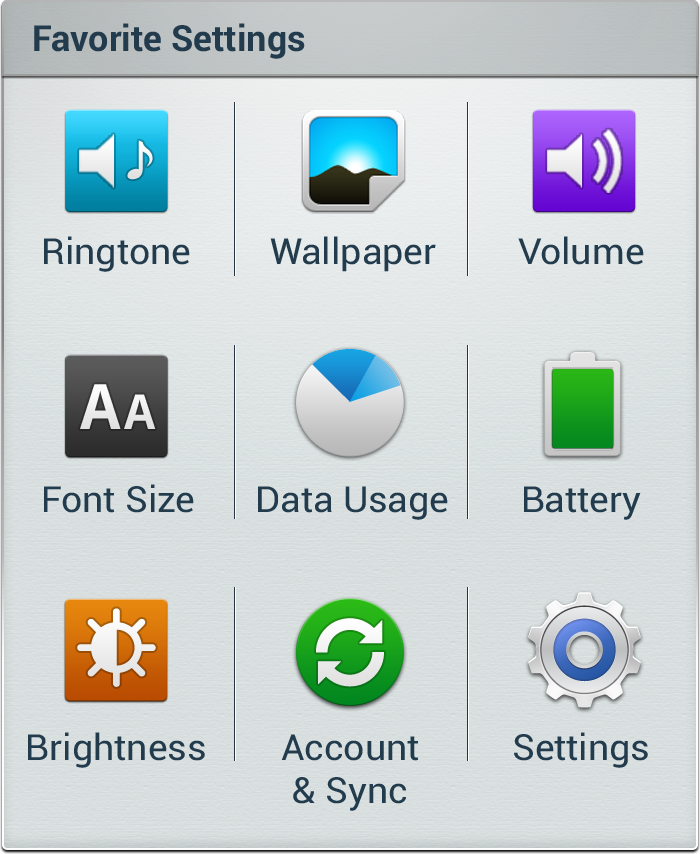 Favorite Settings
Ringtone
Wallpaper
Volume
AA
Font Size
Data Usage
Battery
Brightness
Account
& Sync
Settings